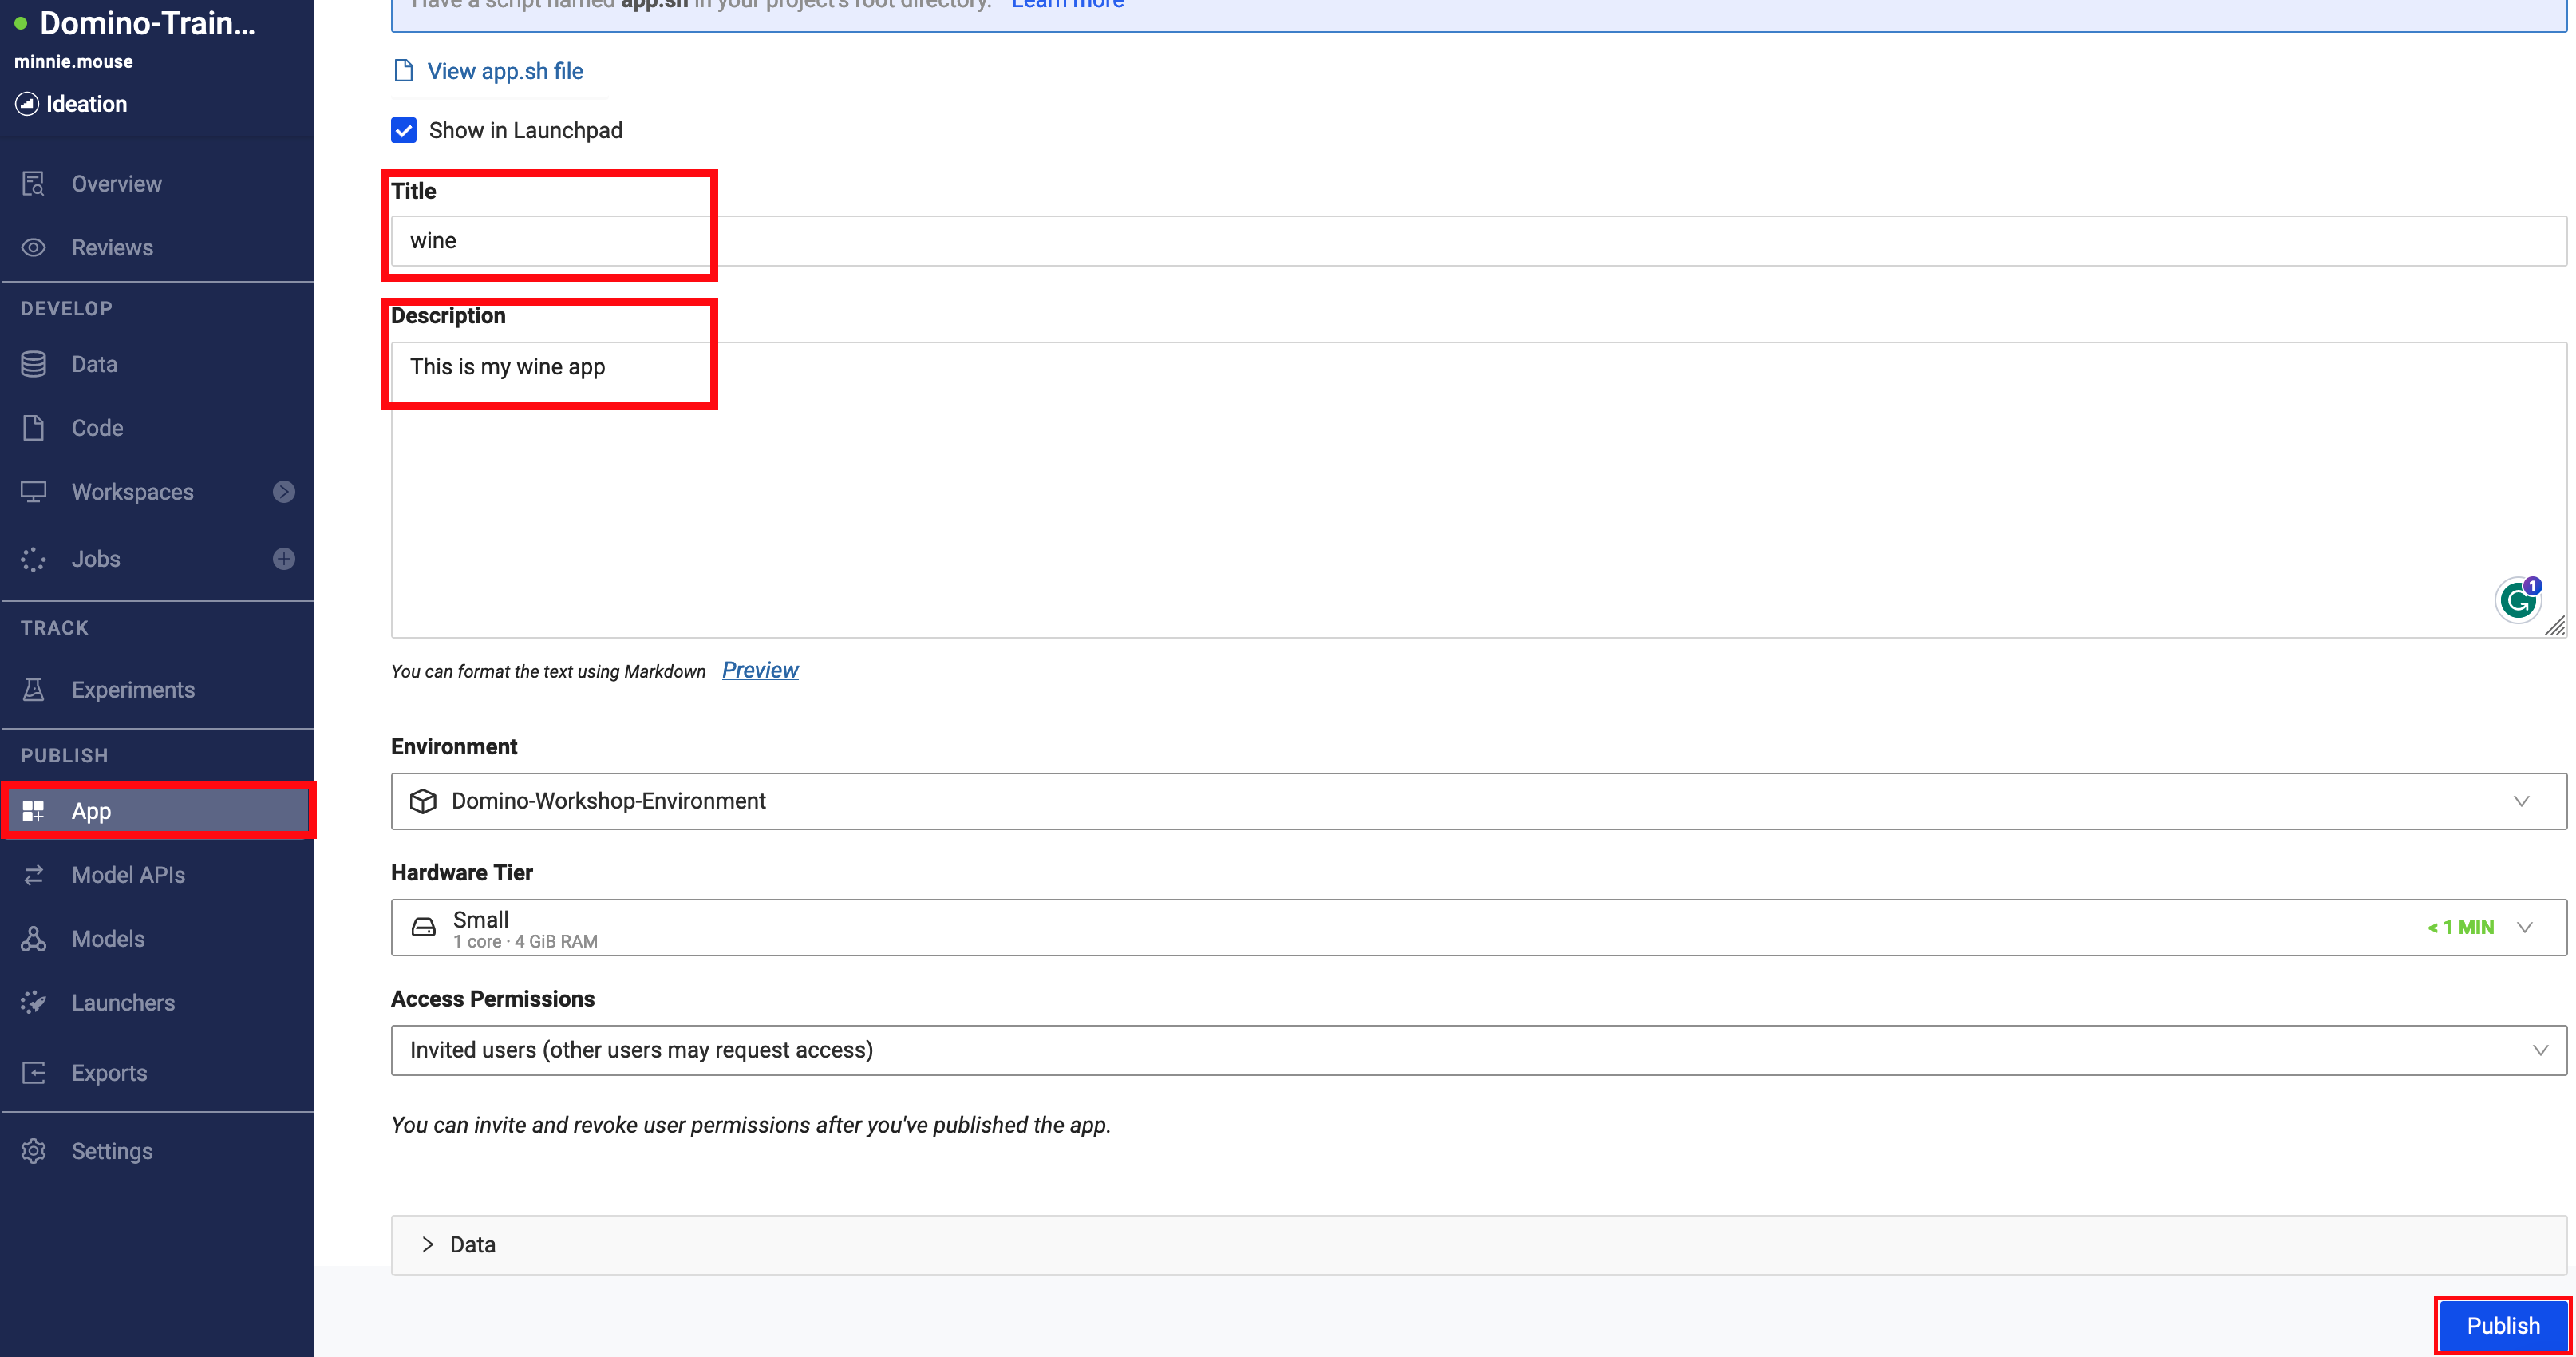 Domino-Train...
minnie.mouse
Ideation
Overview
Reviews
DEVELOP
Data
Code
Workspaces
Jobs
TRACK
Experiments
PUBLISH
App
Model APIs
Models
Launchers
Exports
Settings
Have a script named app.sh in your project's root directory. Learn more
View app.sh file
Show in Launchpad
Title
wine
Description
This is my wine app
1
You can format the text using Markdown Preview
Environment
Domino-Workshop-Environment
Hardware Tier
Small
1 core · 4 GiB RAM
< 1 MIN
Access Permissions
Invited users (other users may request access)
You can invite and revoke user permissions after you've published the app.
Data
Publish